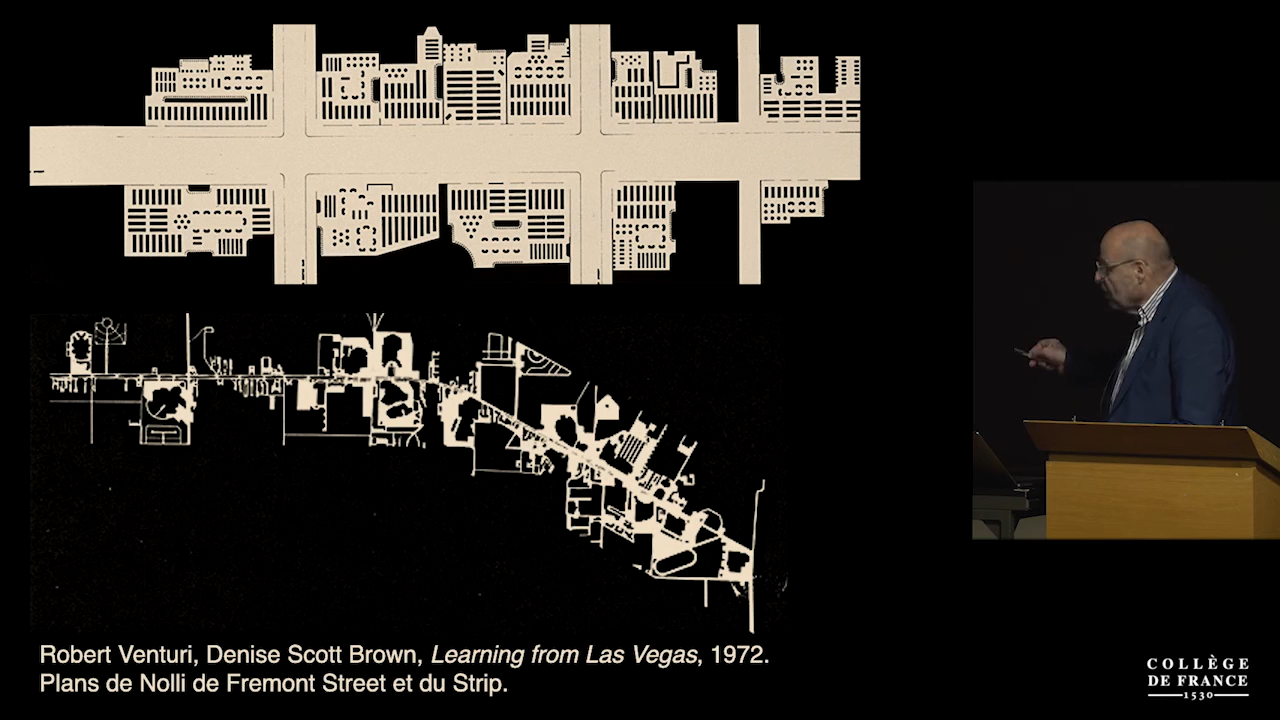 Robert Venturi, Denise Scott Brown, Learning from Las Vegas, 1972.
Plans de Nolli de Fremont Street et du Strip.
COLLÈGE
DE FRANCE
1530